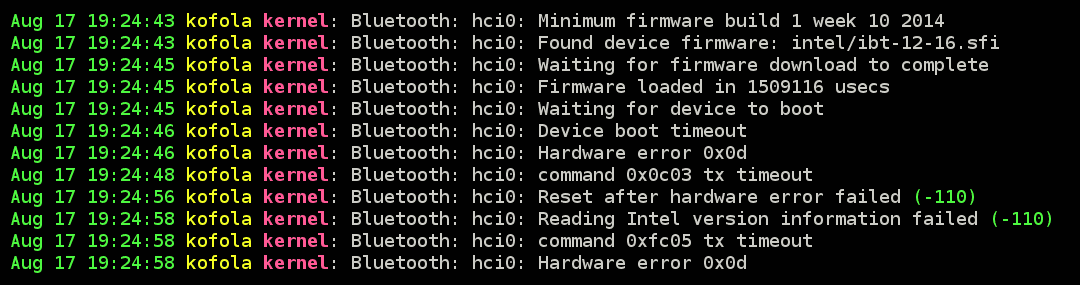 Aug 17 19:24:43 kofola kernel: Bluetooth: hci0: Minimum firmware build 1 week 10 2014
Aug 17 19:24:43 kofola kernel: Bluetooth: hci0: Found device firmware: intel/ibt-12-16.sfi
Aug 17 19:24:45 kofola kernel: Bluetooth: hci0: Waiting for firmware download to complete
Aug 17 19:24:45 kofola kernel: Bluetooth: hci0: Firmware loaded in 1509116 usecs
Aug 17 19:24:45 kofola kernel: Bluetooth: hci0: Waiting for device to boot
Aug 17 19:24:46 kofola kernel: Bluetooth: hci0: Device boot timeout
Aug 17 19:24:46 kofola kernel: Bluetooth: hci0: Hardware error 0x0d
Aug 17 19:24:48 kofola kernel: Bluetooth: hci0: command 0x0c03 tx timeout
Aug 17 19:24:56 kofola kernel: Bluetooth: hci0: Reset after hardware error failed (-110)
Aug 17 19:24:58 kofola kernel: Bluetooth: hci0: Reading Intel version information failed (-110)
Aug 17 19:24:58 kofola kernel: Bluetooth: hci0: command 0xfc05 tx timeout
Aug 17 19:24:58 kofola kernel: Bluetooth: hci0: Hardware error 0x0d